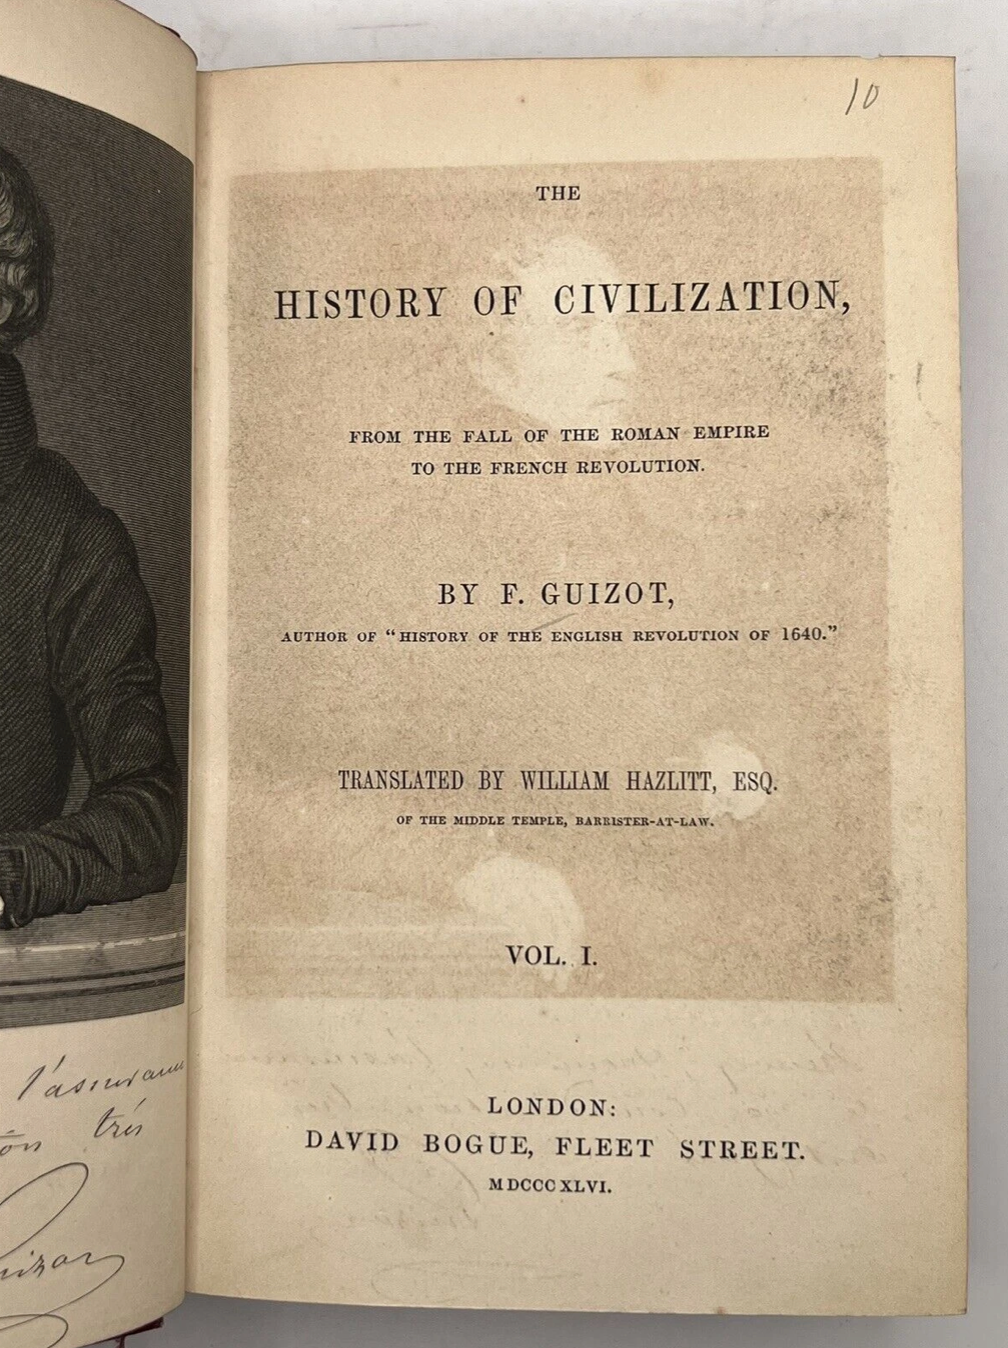 10
THE
HISTORY OF CIVILIZATION,
FROM THE FALL OF THE ROMAN EMPIRE
TO THE FRENCH REVOLUTION.
BY F. GUIZOT,
AUTHOR OF "HISTORY OF THE ENGLISH REVOLUTION OF 1640."
TRANSLATED BY WILLIAM HAZLITT, ESQ.
OF THE MIDDLE TEMPLE, BARRISTER-AT-LAW.
VOL. I.
LONDON:
DAVID BOGUE, FLEET STREET.
MDCCCXLVI.
l'assurance
très